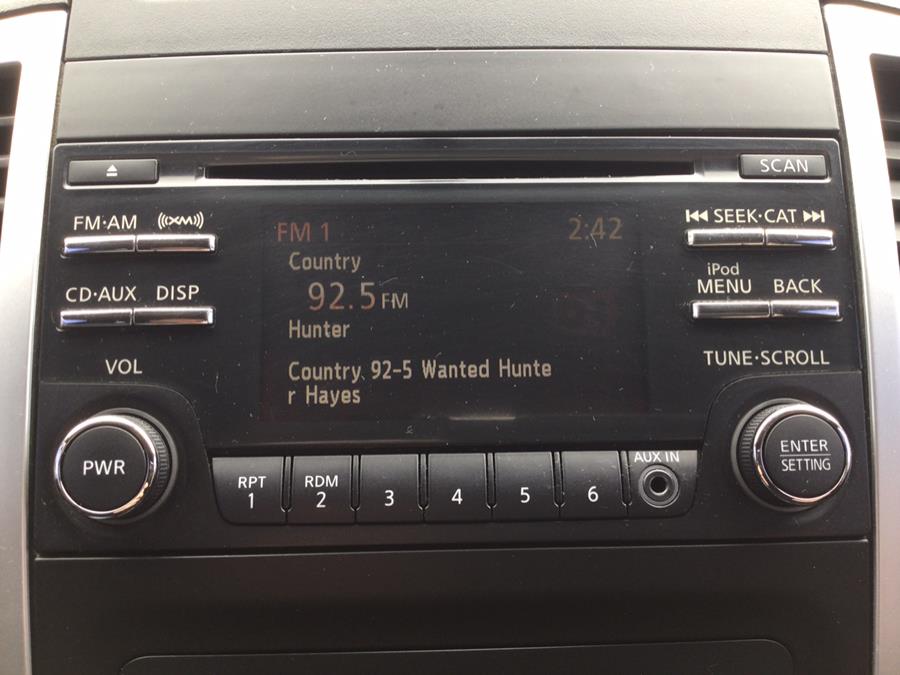 SCAN
FM·AM
((XM))
SEEK·CAT
CD·AUX
DISP
iPod
MENU
BACK
VOL
TUNE·SCROLL
FM 1
2:42
Country
92.5 FM
Hunter
Country 92-5 Wanted Hunte
r Hayes
PWR
RPT
1
RDM
2
3
4
5
6
AUX IN
ENTER
SETTING